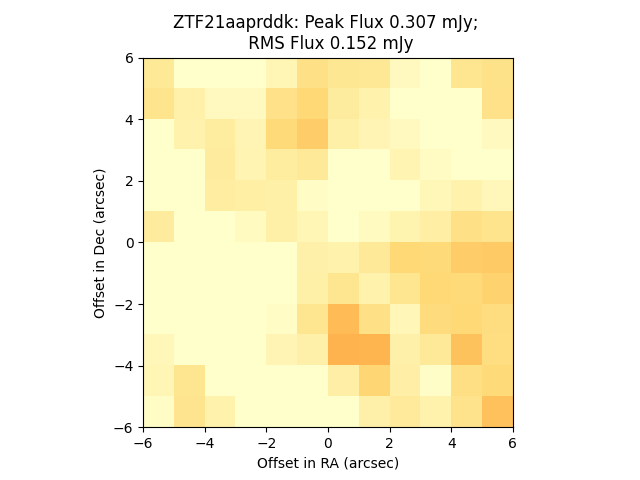 ZTF21aaprddk: Peak Flux 0.307 mJy;
RMS Flux 0.152 mJy
6
4
2
0
−2
−4
−6
Offset in Dec (arcsec)
−6 −4 −2 0 2 4 6
Offset in RA (arcsec)